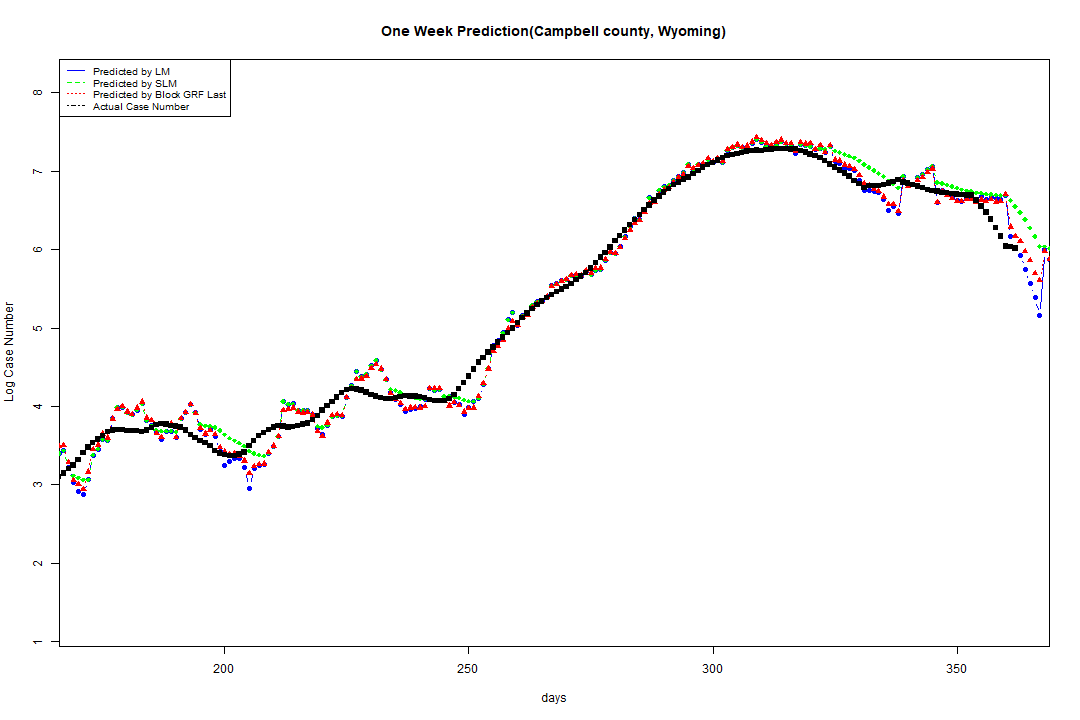 One Week Prediction(Campbell county, Wyoming)
Predicted by LM
Predicted by SLM
Predicted by Block GRF Last
Actual Case Number
8
7
6
5
4
3
2
1
Log Case Number
200 250 300 350
days